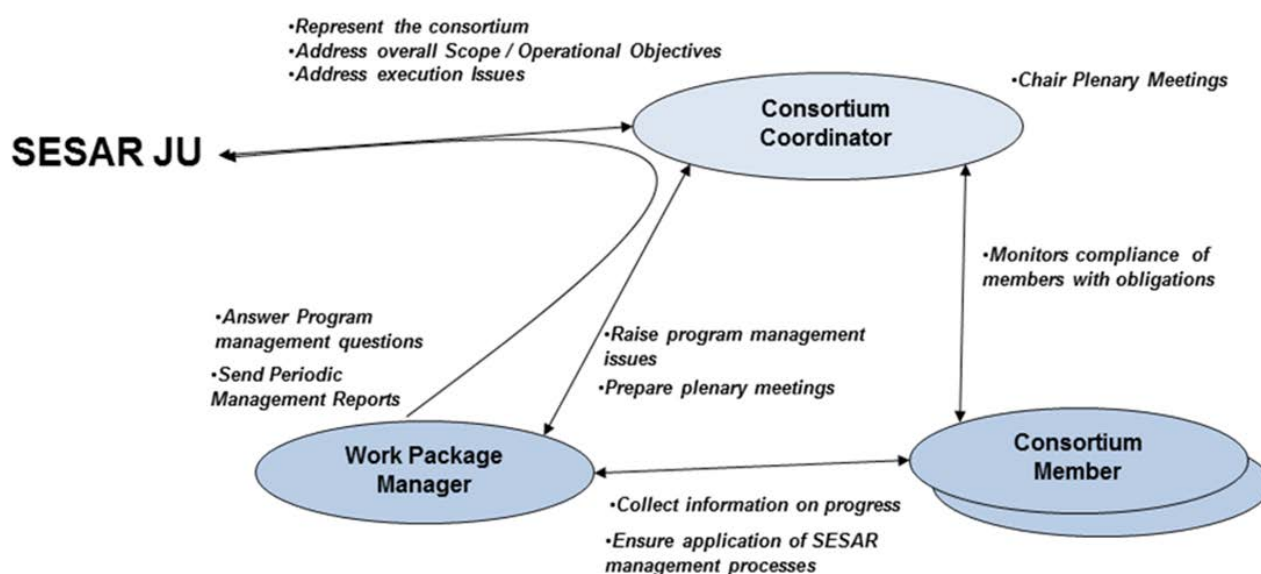 •Represent the consortium
•Address overall Scope / Operational Objectives
•Address execution Issues
Consortium
Coordinator
•Chair Plenary Meetings
SESAR JU
•Monitors compliance of
members with obligations
•Answer Program
management questions
•Send Periodic
Management Reports
•Raise program management
issues
•Prepare plenary meetings
Work Package
Manager
Consortium
Member
•Collect information on progress
•Ensure application of SESAR
management processes